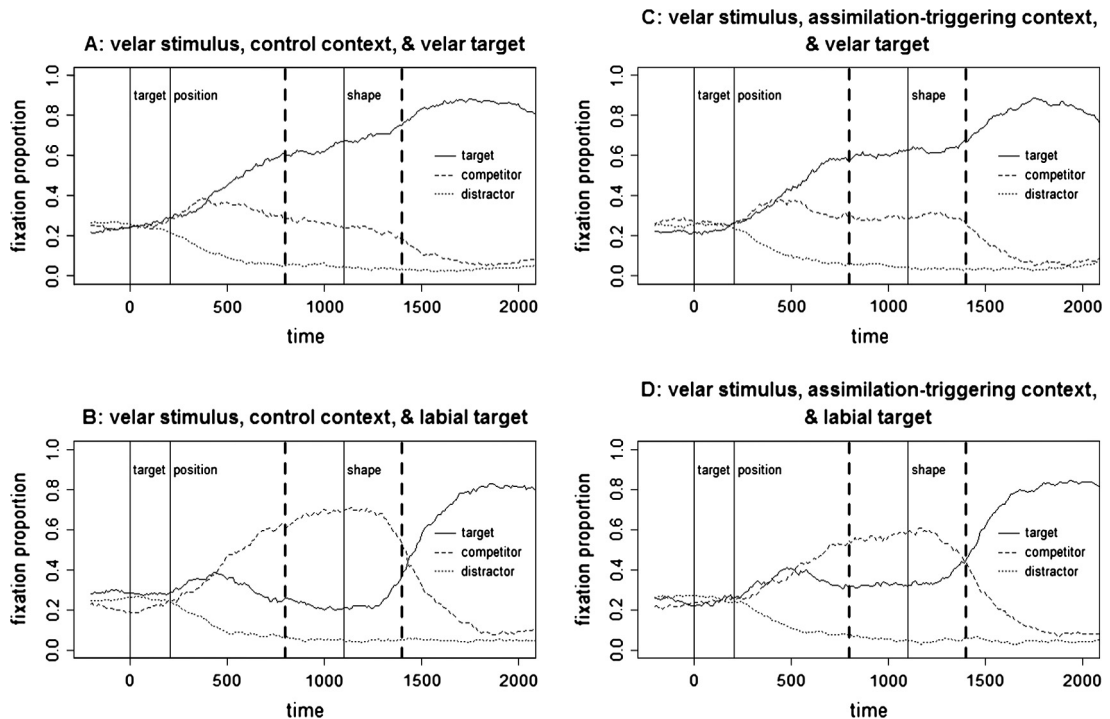 A: velar stimulus, control context, & velar target
fixation proportion
0.0 0.2 0.4 0.6 0.8 1.0
target position shape
target
competitor
distractor
0 500 1000 1500 2000
time
C: velar stimulus, assimilation-triggering context,
& velar target
fixation proportion
0.0 0.2 0.4 0.6 0.8 1.0
target position shape
target
competitor
distractor
0 500 1000 1500 2000
time
B: velar stimulus, control context, & labial target
fixation proportion
0.0 0.2 0.4 0.6 0.8 1.0
target position shape
target
competitor
distractor
0 500 1000 1500 2000
time
D: velar stimulus, assimilation-triggering context,
& labial target
fixation proportion
0.0 0.2 0.4 0.6 0.8 1.0
target position shape
target
competitor
distractor
0 500 1000 1500 2000
time